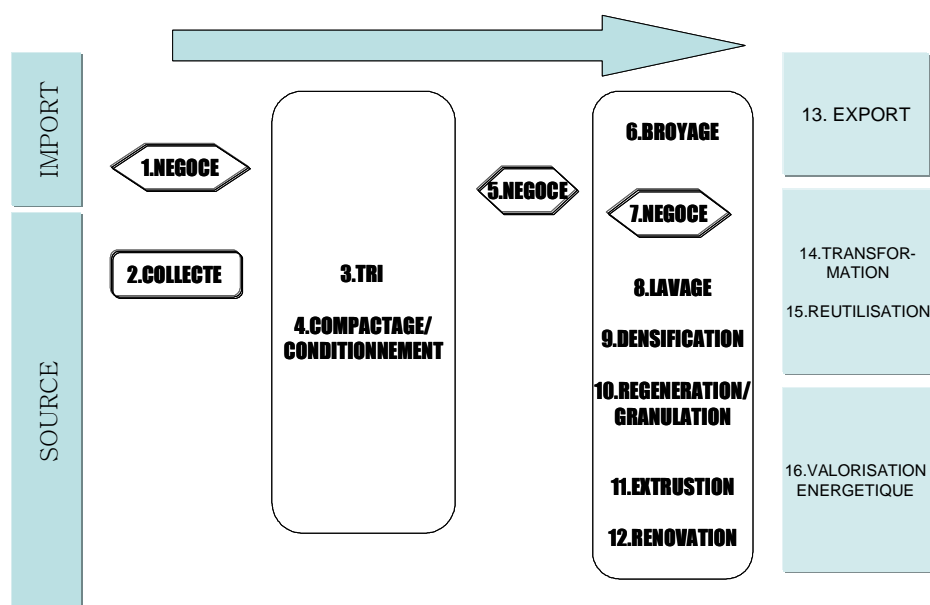 IMPORT
SOURCE
1.NEGOCE
2.COLLECTE
3.TRI
4.COMPACTAGE/
CONDITIONNEMENT
5.NEGOCE
6.BROYAGE
7.NEGOCE
8.LAVAGE
9.DENSIFICATION
10.REGENERATION/
GRANULATION
11.EXTRUSTION
12.RENOVATION
13. EXPORT
14.TRANSFOR-
MATION
15.REUTILISATION
16.VALORISATION
ENERGETIQUE